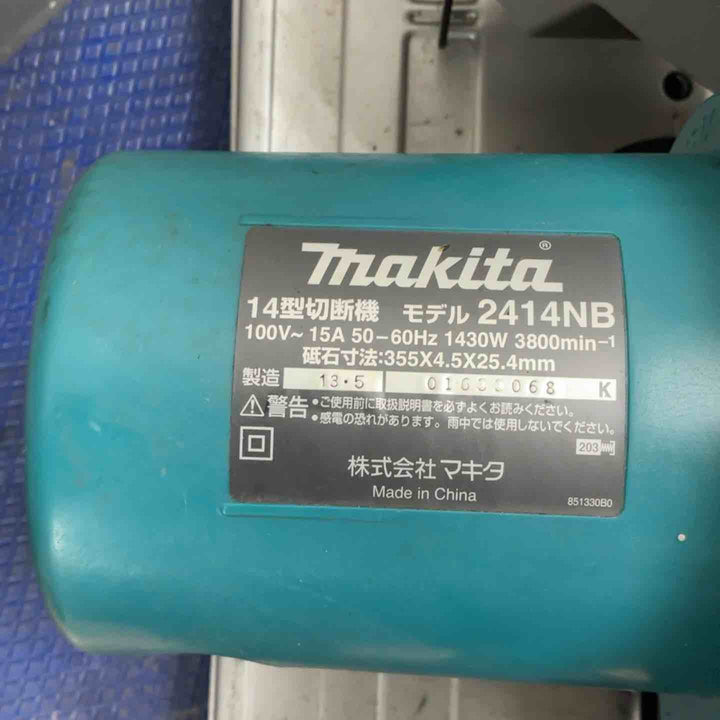 makita®
14型切断機 モデル 2414NB
100V～ 15A 50－60Hz 1430W 3800min⁻¹
砥石寸法:355X4.5X25.4mm
製造 13・5 K
⚠警告 •ご使用前に取扱説明書を必ずよくお読みください。
•感電の恐れがあります。雨中では使用しないでください。
203
株式会社 マキタ
Made in China
851330B0